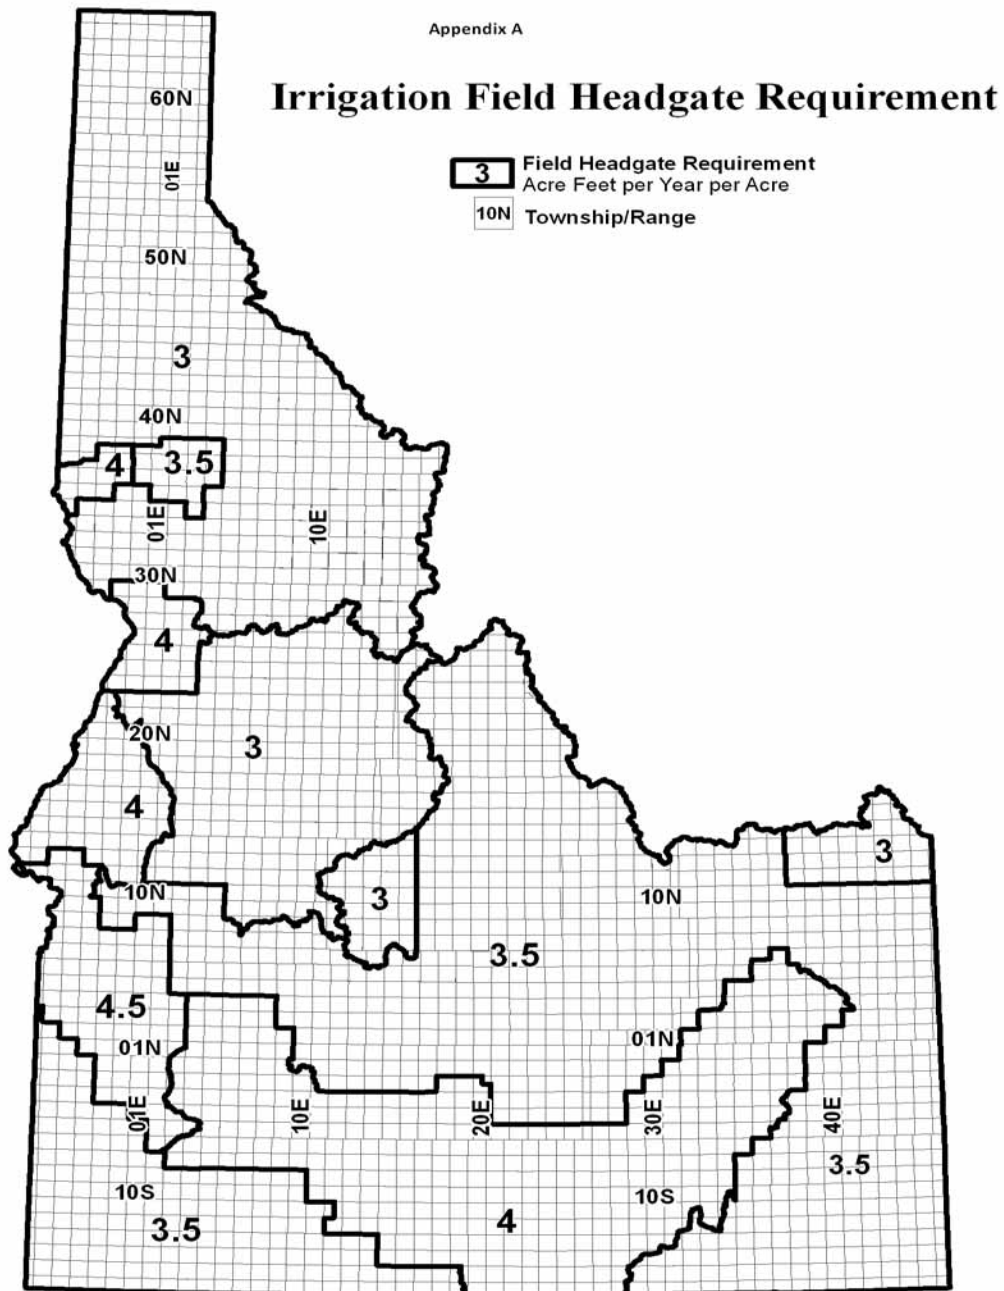 Appendix A
Irrigation Field Headgate Requirement
3 Field Headgate Requirement
Acre Feet per Year per Acre
10N Township/Range
60N
01E
50N
3
40N
4 3.5
01E
10E
30N
4
20N
3
4
3
10N
3
10N
3.5
4.5
01N
01N
01E
10E
20E
30E
40E
3.5
10S
10S
3.5
4